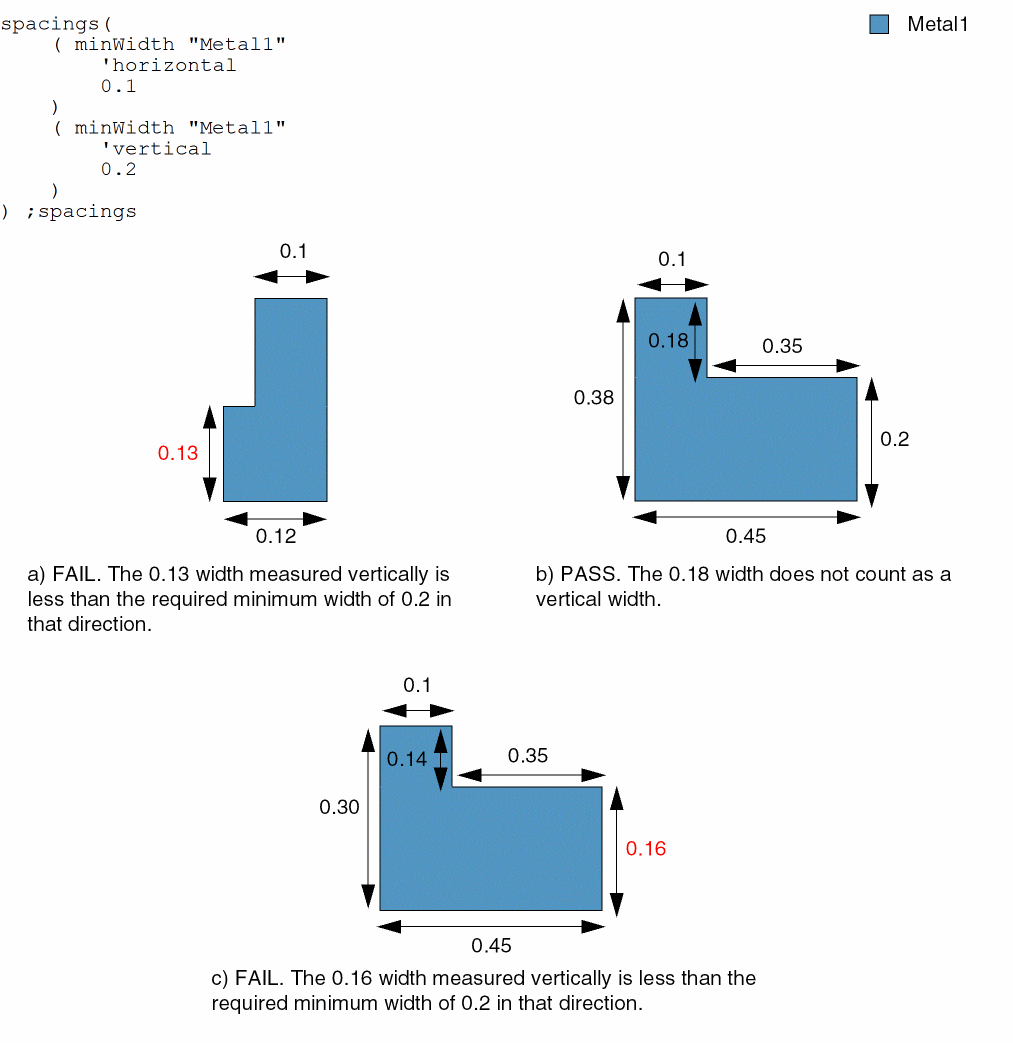 spacings(
( minWidth "Metal1"
'horizontal
0.1
)
( minWidth "Metal1"
'vertical
0.2
)
) ;spacings
Metal1
0.1
0.13
0.12
a) FAIL. The 0.13 width measured vertically is
less than the required minimum width of 0.2 in
that direction.
0.1
0.18
0.35
0.38
0.2
0.45
b) PASS. The 0.18 width does not count as a
vertical width.
0.1
0.14
0.35
0.30
0.16
0.45
c) FAIL. The 0.16 width measured vertically is less than the
required minimum width of 0.2 in that direction.